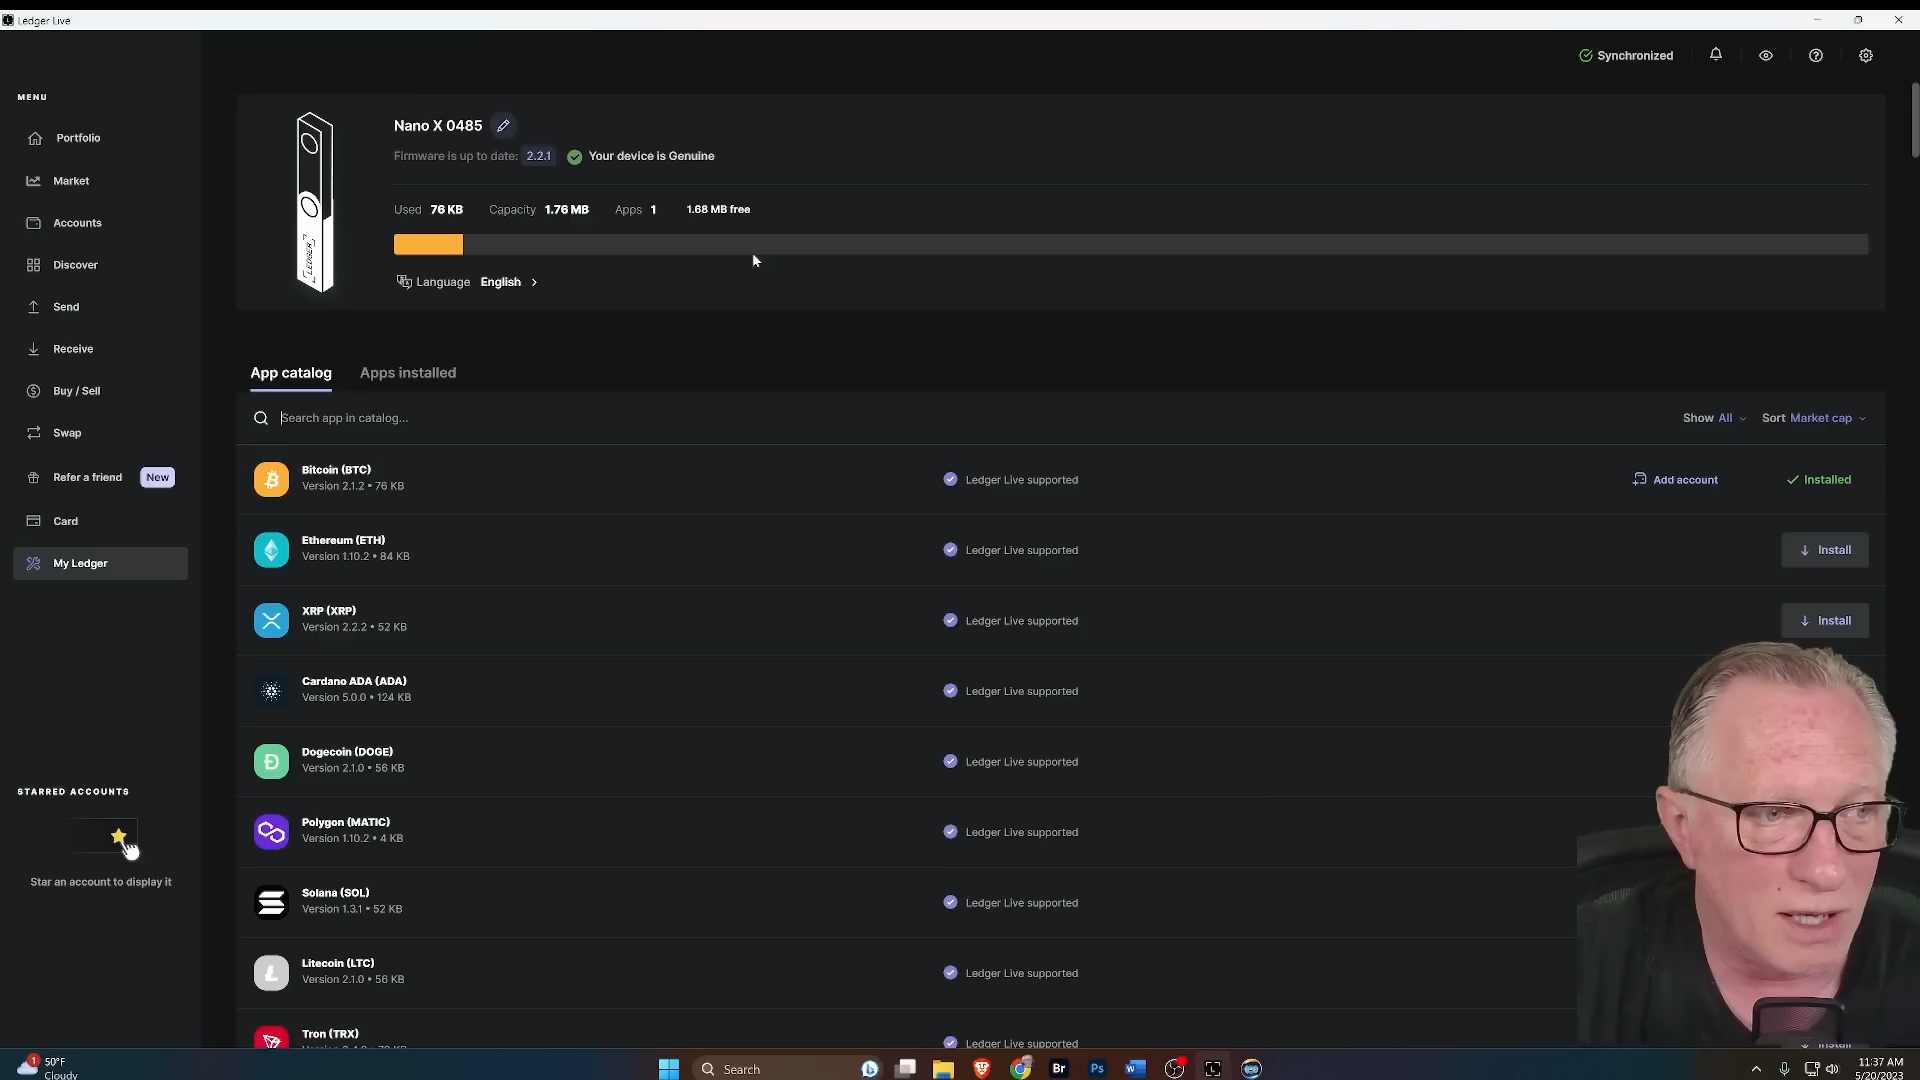 Ledger Live
Synchronized
MENU
Portfolio
Market
Accounts
Discover
Send
Receive
Buy / Sell
Swap
Refer a friend New
Card
My Ledger
STARRED ACCOUNTS
Star an account to display it
Nano X 0485
Firmware is up to date: 2.2.1 Your device is Genuine
Used 76 KB Capacity 1.76 MB Apps 1 1.68 MB free
LEDGER
Language English
App catalog Apps installed
Search app in catalog... Show All Sort Market cap
Bitcoin (BTC)
Version 2.1.2 • 76 KB
Ledger Live supported
Add account Installed
Ethereum (ETH)
Version 1.10.2 • 84 KB
Ledger Live supported
Install
XRP (XRP)
Version 2.2.2 • 52 KB
Ledger Live supported
Install
Cardano ADA (ADA)
Version 5.0.0 • 124 KB
Ledger Live supported
Dogecoin (DOGE)
Version 2.1.0 • 56 KB
Ledger Live supported
Polygon (MATIC)
Version 1.10.2 • 4 KB
Ledger Live supported
Solana (SOL)
Version 1.3.1 • 52 KB
Ledger Live supported
Litecoin (LTC)
Version 2.1.0 • 56 KB
Ledger Live supported
Tron (TRX)
Ledger Live supported
Install
1
50°F
Cloudy
Search
Br
Ps
11:37 AM
5/20/2023